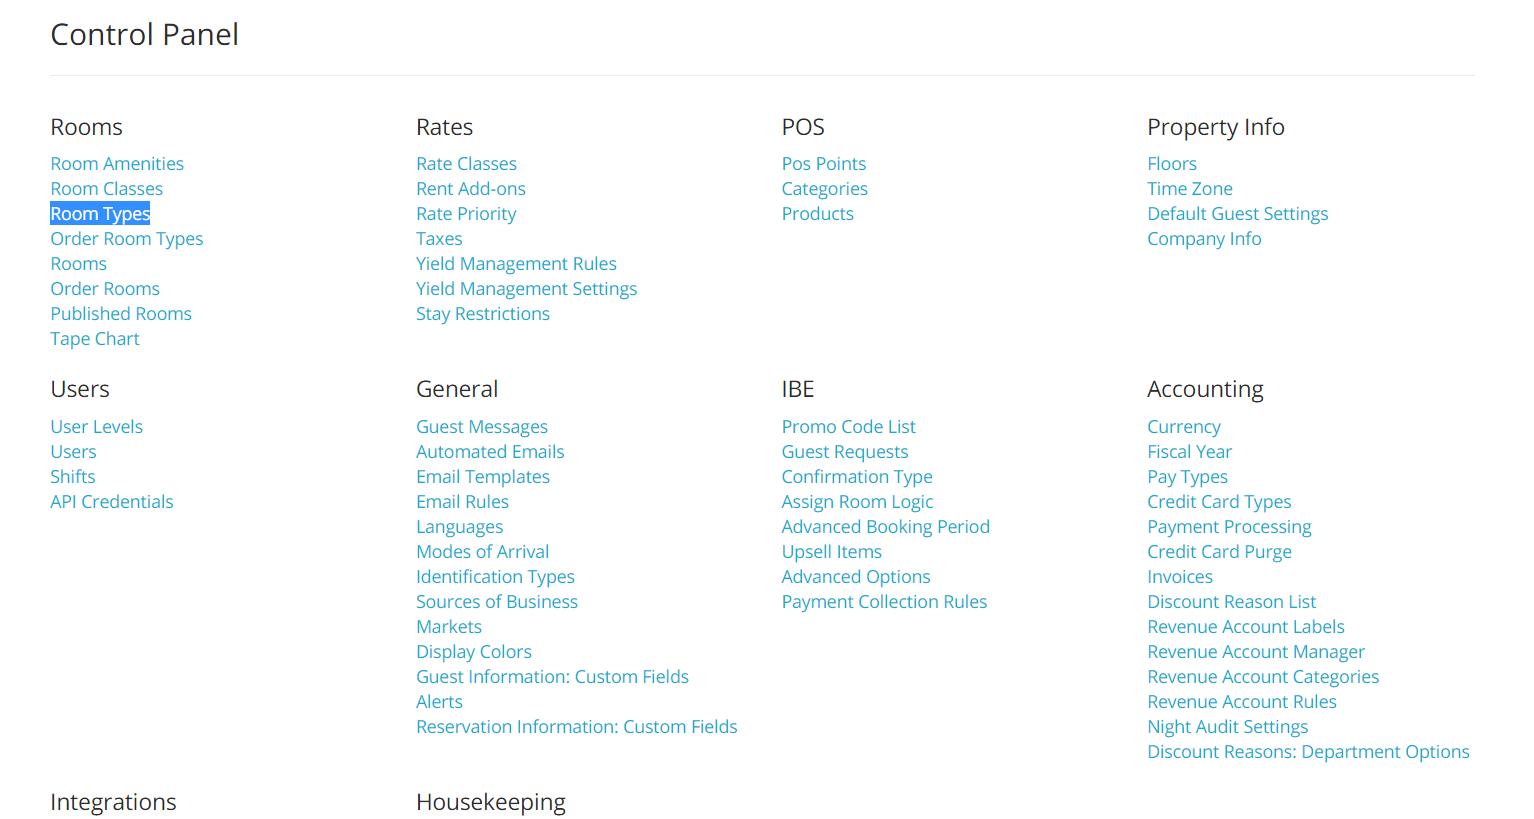 Control Panel
Rooms
Room Amenities
Room Classes
Room Types
Order Room Types
Rooms
Order Rooms
Published Rooms
Tape Chart
Rates
Rate Classes
Rent Add-ons
Rate Priority
Taxes
Yield Management Rules
Yield Management Settings
Stay Restrictions
POS
Pos Points
Categories
Products
Property Info
Floors
Time Zone
Default Guest Settings
Company Info
Users
User Levels
Users
Shifts
API Credentials
General
Guest Messages
Automated Emails
Email Templates
Email Rules
Languages
Modes of Arrival
Identification Types
Sources of Business
Markets
Display Colors
Guest Information: Custom Fields
Alerts
Reservation Information: Custom Fields
IBE
Promo Code List
Guest Requests
Confirmation Type
Assign Room Logic
Advanced Booking Period
Upsell Items
Advanced Options
Payment Collection Rules
Accounting
Currency
Fiscal Year
Pay Types
Credit Card Types
Payment Processing
Credit Card Purge
Invoices
Discount Reason List
Revenue Account Labels
Revenue Account Manager
Revenue Account Categories
Revenue Account Rules
Night Audit Settings
Discount Reasons: Department Options
Integrations
Housekeeping